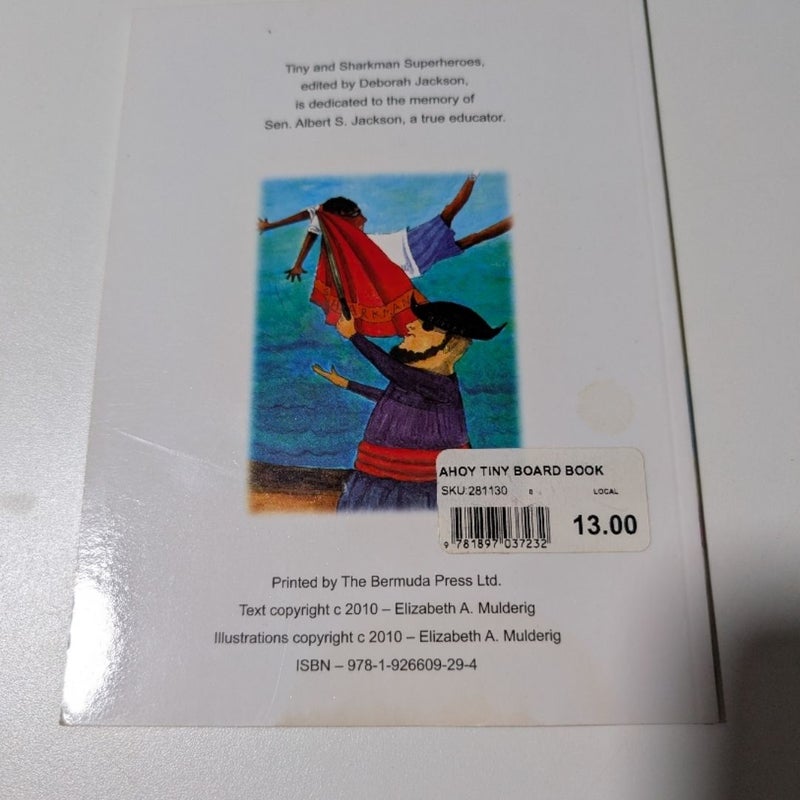 Tiny and Sharkman Superheroes,
edited by Deborah Jackson,
is dedicated to the memory of
Sen. Albert S. Jackson, a true educator.
AHOY TINY BOARD BOOK
SKU:281130 LOCAL
13.00
9 781897 037232
Printed by The Bermuda Press Ltd.
Text copyright c 2010 – Elizabeth A. Mulderig
Illustrations copyright c 2010 – Elizabeth A. Mulderig
ISBN – 978-1-926609-29-4